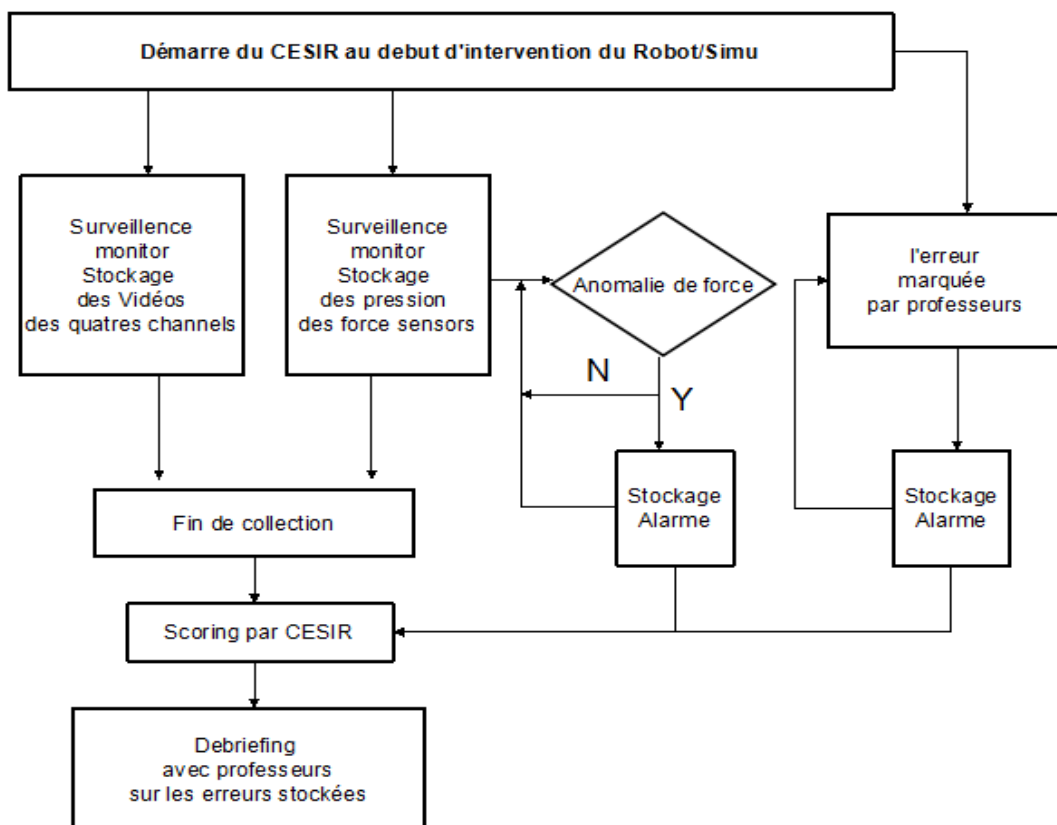 Démarre du CESIR au debut d'intervention du Robot/Simu
Surveillence
monitor
Stockage
des Vidéos
des quatres channels
Surveillence
monitor
Stockage
des pression
des force sensors
Anomalie de force
l'erreur
marquée
par professeurs
N
Y
Stockage
Alarme
Stockage
Alarme
Fin de collection
Scoring par CESIR
Debriefing
avec professeurs
sur les erreurs stockées